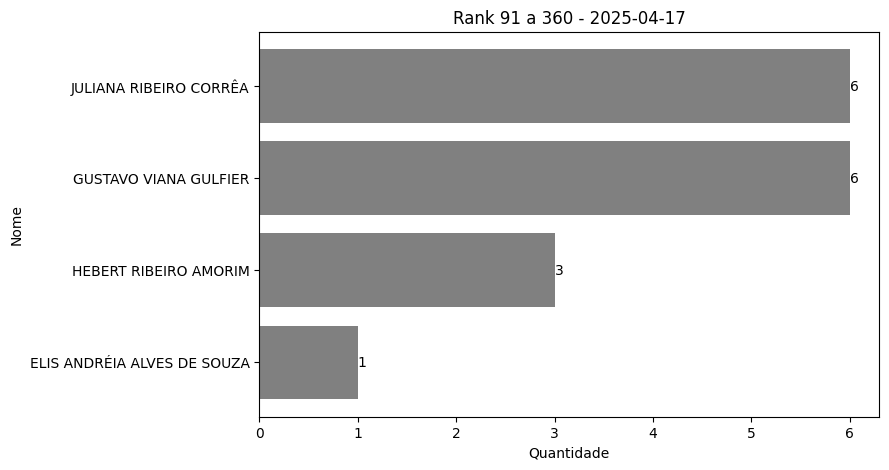 Rank 91 a 360 - 2025-04-17
Nome
JULIANA RIBEIRO CORRÊA
6
GUSTAVO VIANA GULFIER
6
HEBERT RIBEIRO AMORIM
3
ELIS ANDRÉIA ALVES DE SOUZA
1
0 1 2 3 4 5 6
Quantidade